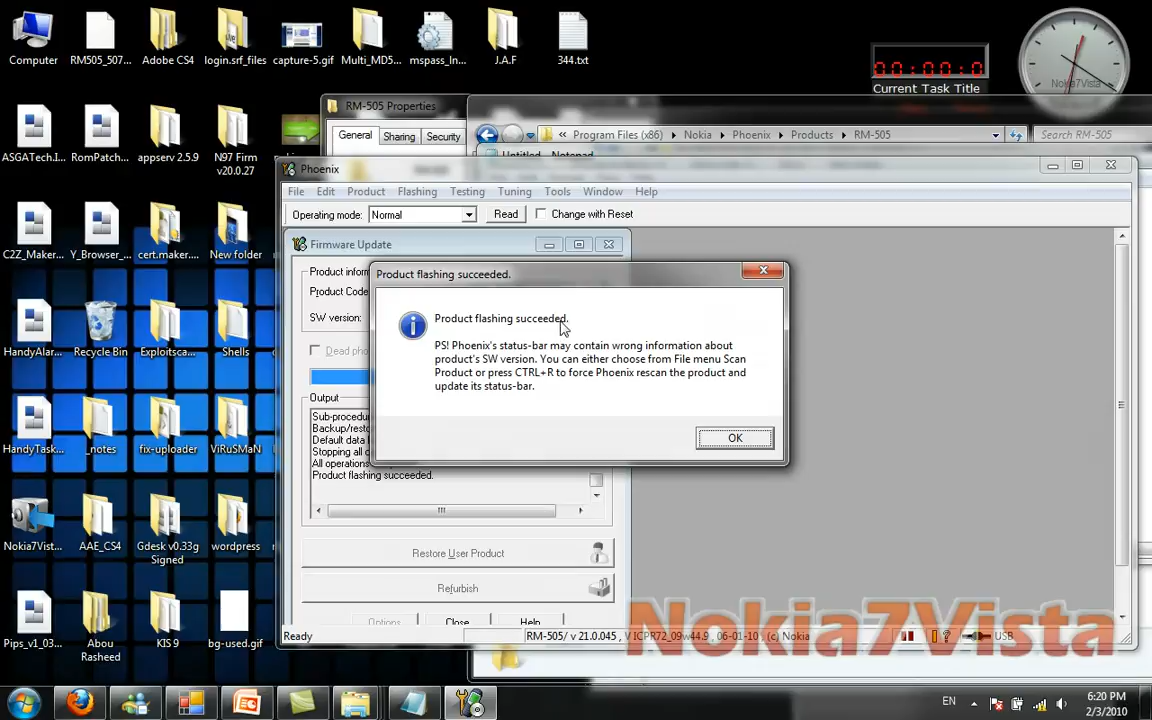 Computer
RM505_507...
Adobe CS4
login.srf_files
capture-5.gif
Multi_MD5...
mspass_In...
J.A.F
344.txt
00:00:0
Current Task Title
Nokia7Vista
ASGATech.I...
RomPatch...
appserv 2.5.9
N97 Firm
v20.0.27
C2Z_Maker...
Y_Browser_...
cert.maker....
New folder
HandyAlar...
Recycle Bin
Exploitsca...
Shells
HandyTask...
_notes
fix-uploader
ViRuSMaN
Nokia7Vist...
AAE_CS4
Gdesk v0.33g
Signed
wordpress
Pips_v1_03...
Abou
Rasheed
KIS 9
bg-used.gif
RM-505 Properties
General
Sharing
Security
« Program Files (x86)
Nokia
Phoenix
Products
RM-505
Search RM-505
Untitled - Notepad
Phoenix
File Edit Product Flashing Testing Tuning Tools Window Help
Operating mode: Normal Read Change with Reset
Firmware Update
Product inform
Product Code
SW version:
Dead pho
Output
Sub-procedu
Backup/resto
Default data
Stopping all c
All operations
Product flashing succeeded.
Restore User Product
Refurbish
Options Close Help
Product flashing succeeded.
Product flashing succeeded.
PS! Phoenix's status-bar may contain wrong information about
product's SW version. You can either choose from File menu Scan
Product or press CTRL+R to force Phoenix rescan the product and
update its status-bar.
OK
Ready
RM-505/ v 21.0.045 , V ICPR72_09w44.9 , 06-01-10 , (c) Nokia
USB
Nokia7Vista
EN
6:20 PM
2/3/2010